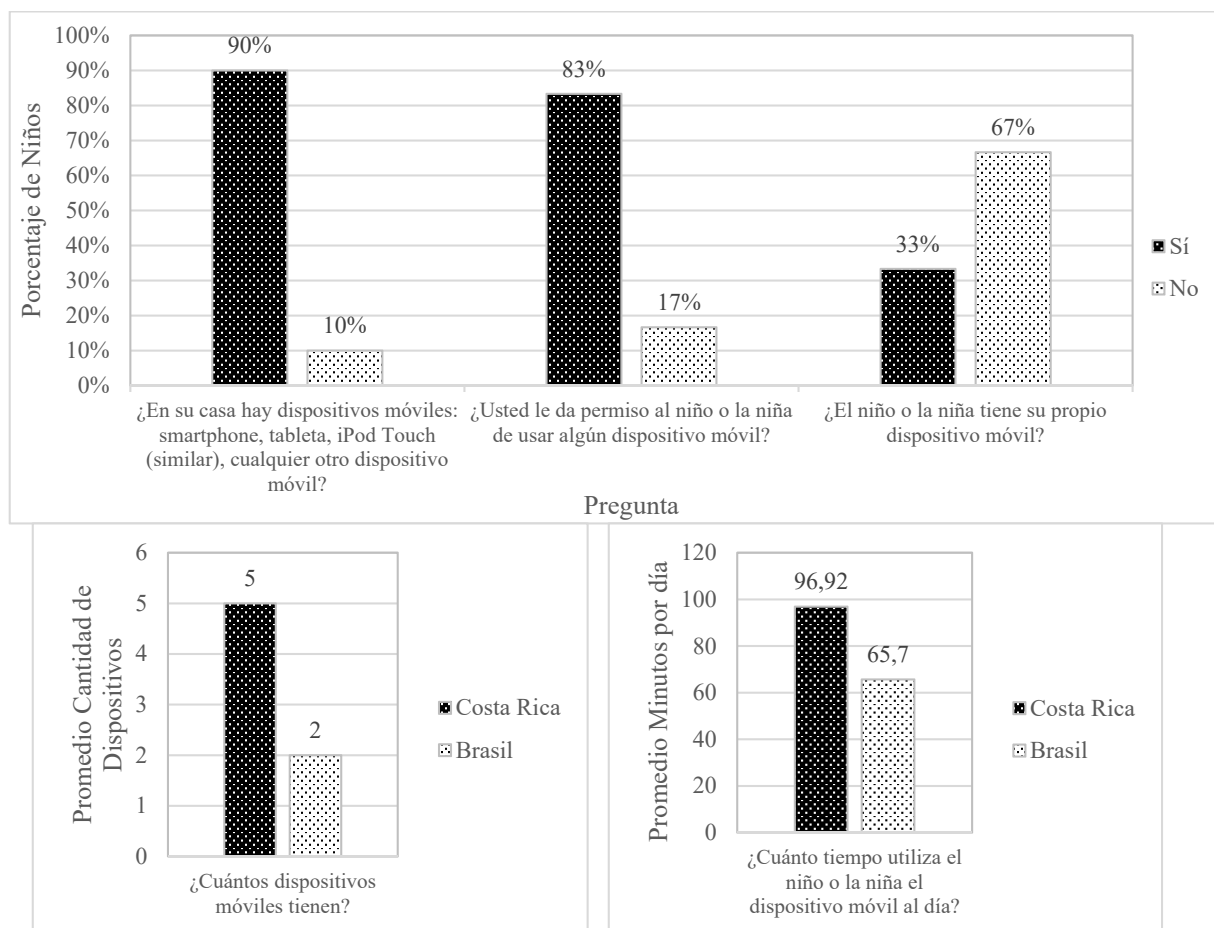 100%
90%
80%
70%
60%
50%
40%
30%
20%
10%
0%
Porcentaje de Niños
90%
10%
83%
17%
33%
67%
Sí
No
¿En su casa hay dispositivos móviles:
smartphone, tableta, iPod Touch
(similar), cualquier otro dispositivo
móvil?
¿Usted le da permiso al niño o la niña
de usar algún dispositivo móvil?
¿El niño o la niña tiene su propio
dispositivo móvil?
Pregunta
6
5
4
3
2
1
0
Promedio Cantidad de
Dispositivos
5
2
Costa Rica
Brasil
¿Cuántos dispositivos
móviles tienen?
120
100
80
60
40
20
0
Promedio Minutos por día
96,92
65,7
Costa Rica
Brasil
¿Cuánto tiempo utiliza el
niño o la niña el
dispositivo móvil al día?